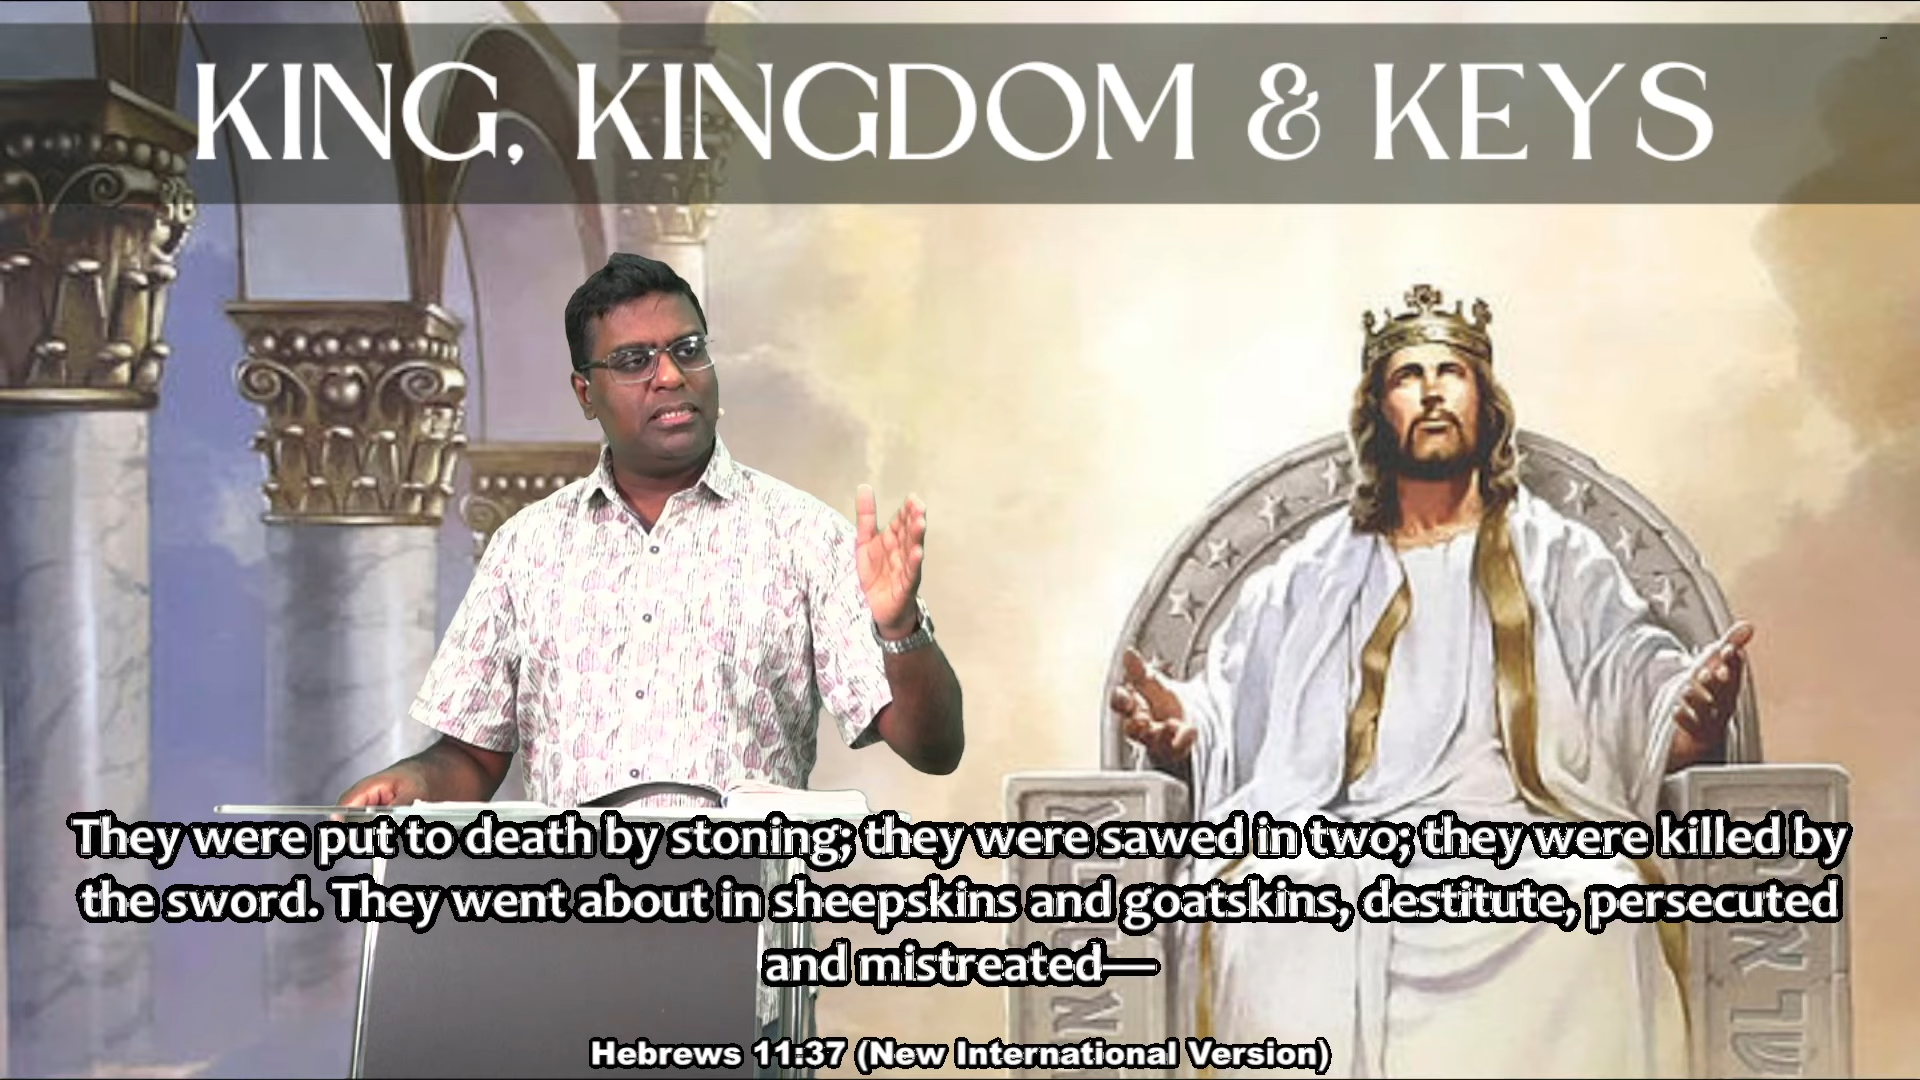 KING, KINGDOM & KEYS
They were put to death by stoning; they were sawed in two; they were killed by
the sword. They went about in sheepskins and goatskins, destitute, persecuted
and mistreated—
Hebrews 11:37 (New International Version)